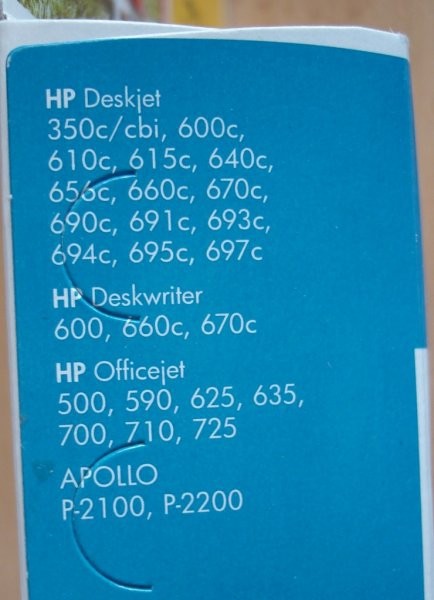 HP Deskjet
350c/cbi, 600c,
610c, 615c, 640c,
656c, 660c, 670c,
690c, 691c, 693c,
694c, 695c, 697c
HP Deskwriter
600, 660c, 670c
HP Officejet
500, 590, 625, 635,
700, 710, 725
APOLLO
P-2100, P-2200